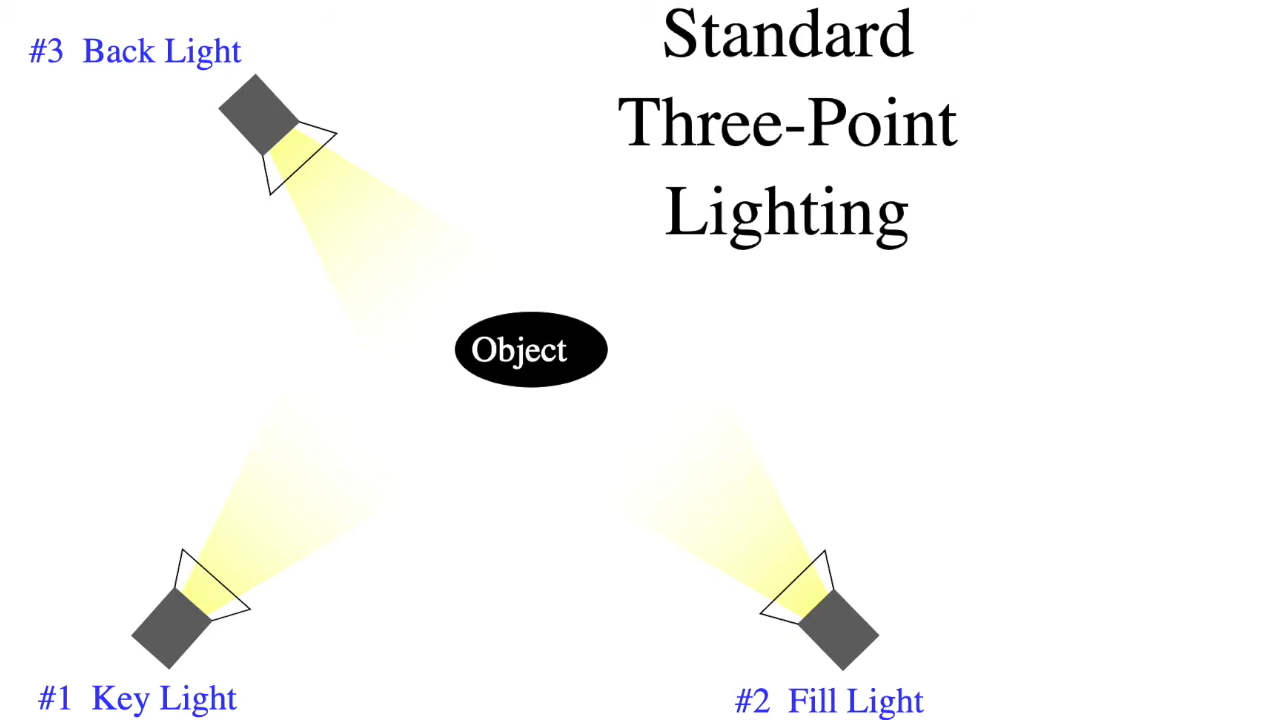 #3 Back Light
Standard
Three-Point
Lighting
Object
#1 Key Light
#2 Fill Light